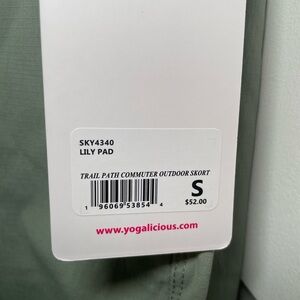 SKY4340
LILY PAD
TRAIL PATH COMMUTER OUTDOOR SKORT
S
1 96069 53854 4
$52.00
www.yogalicious.com